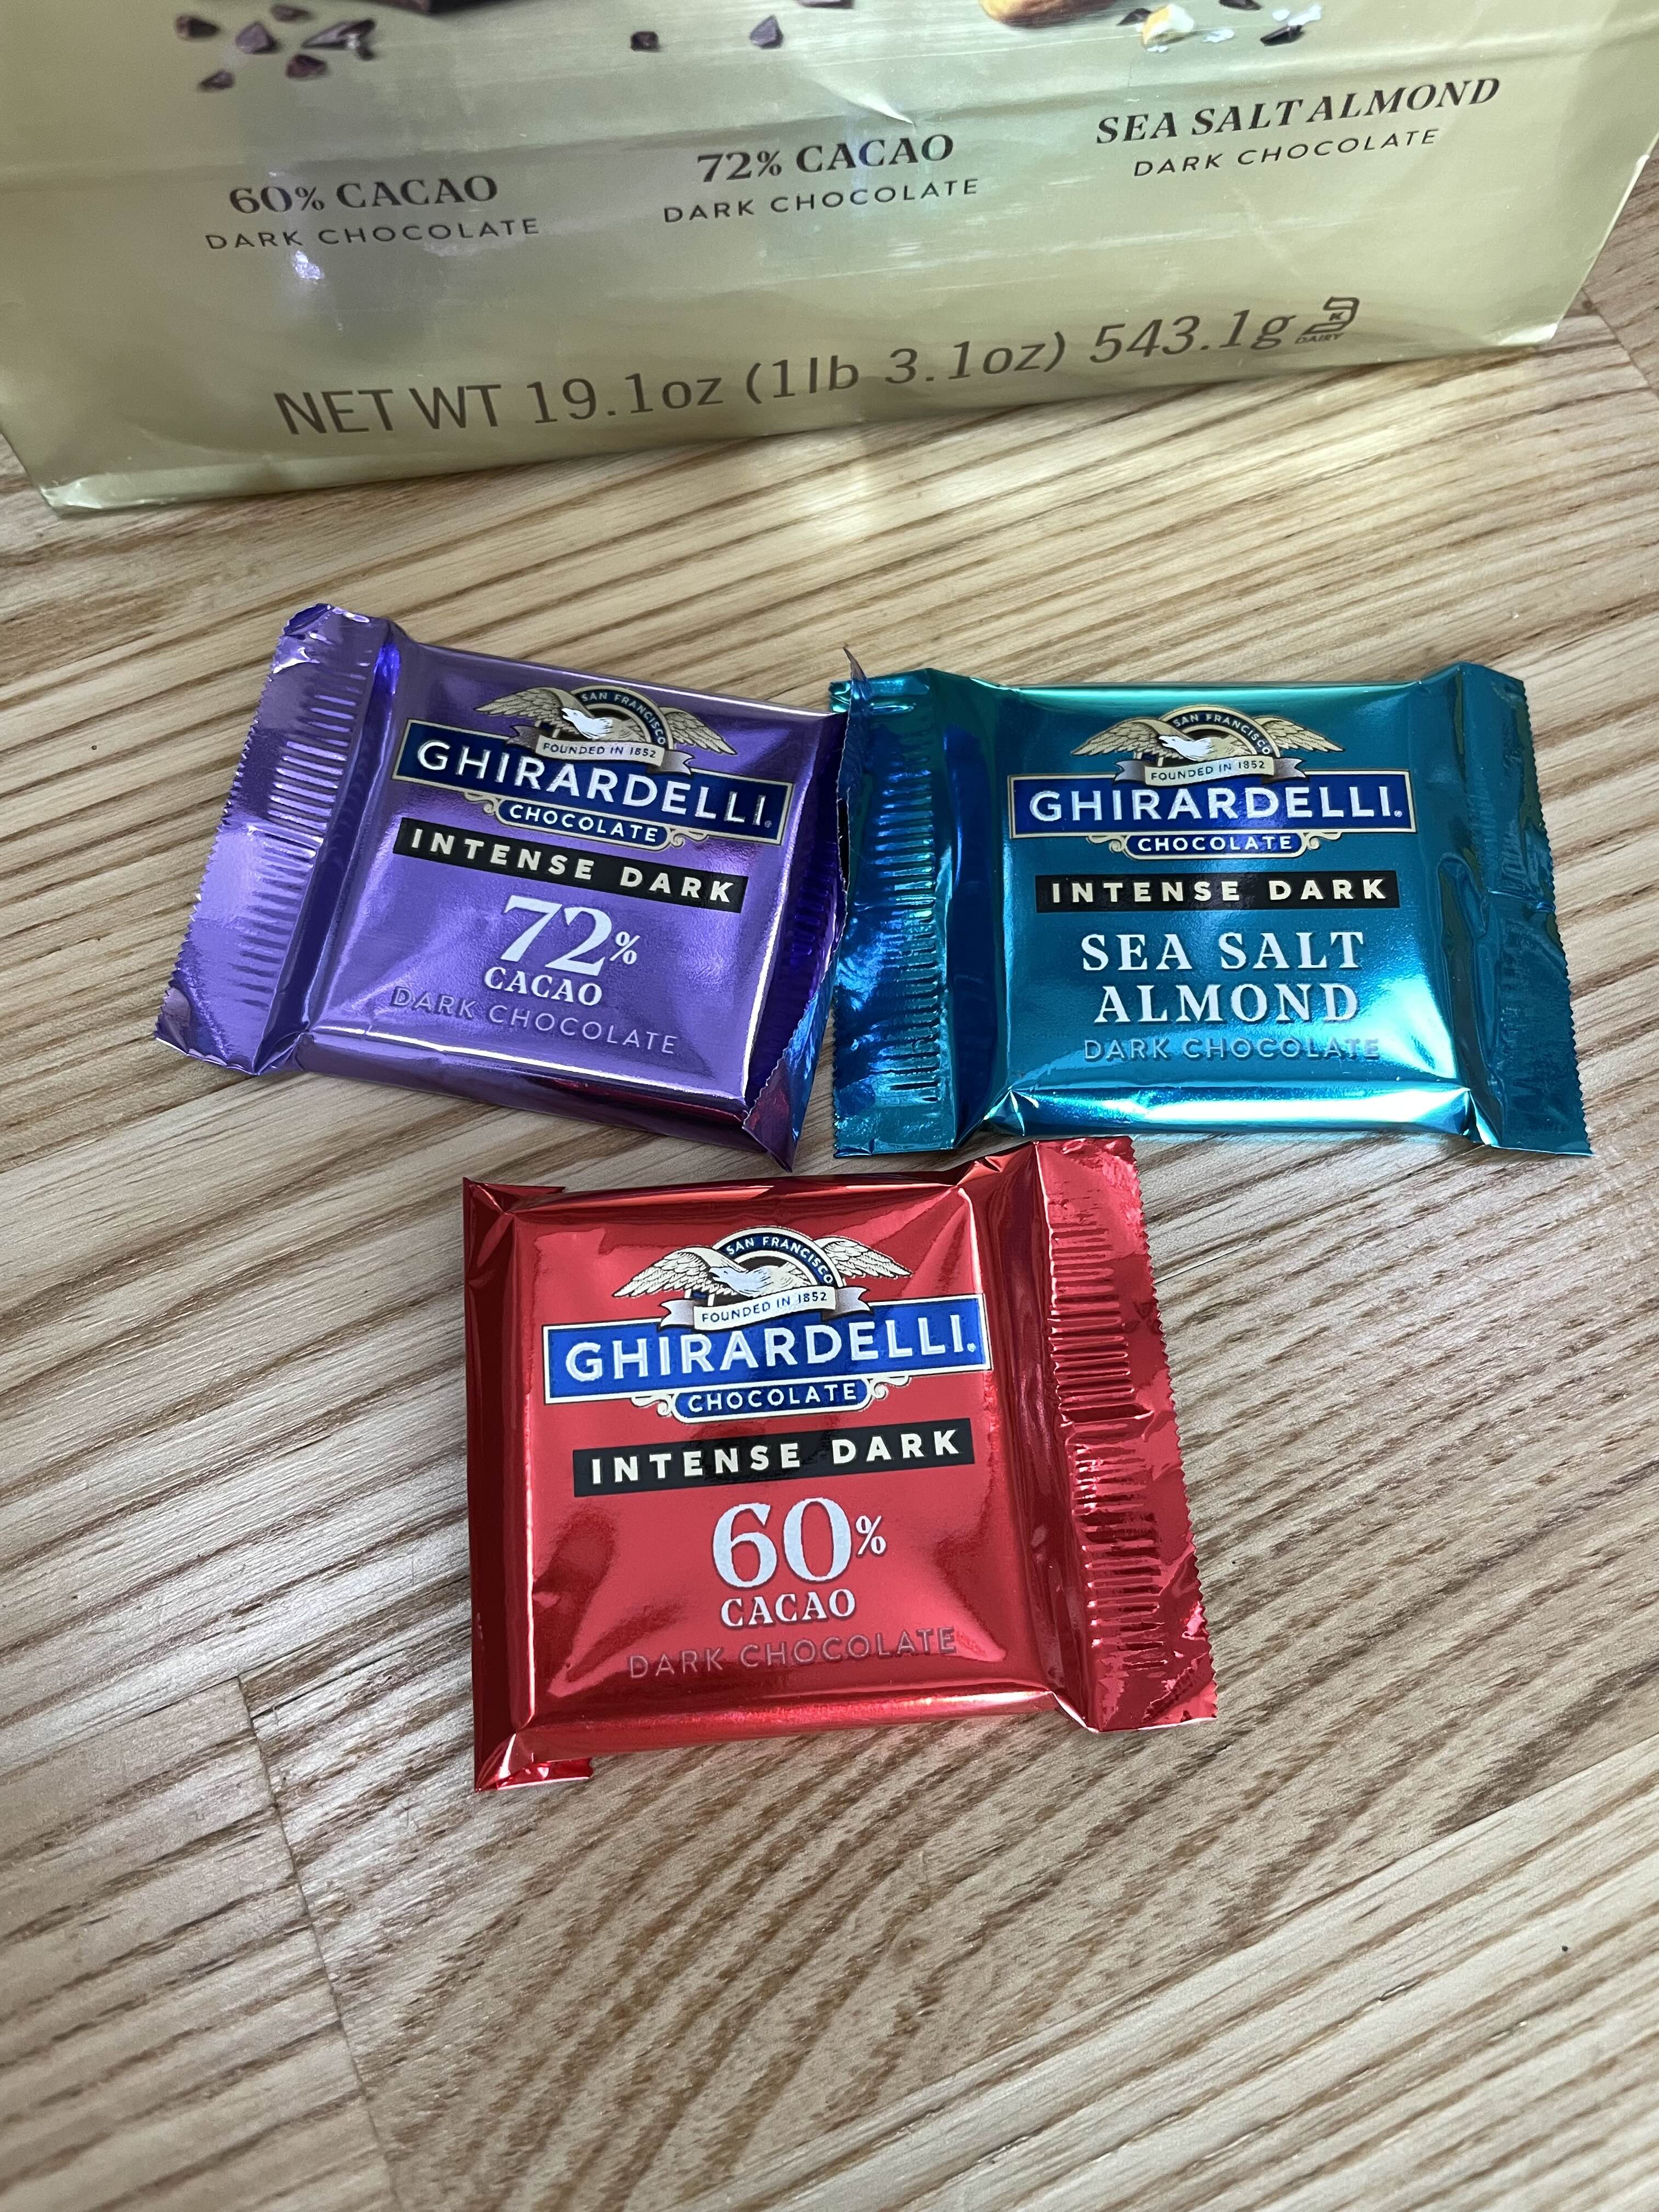 60% CACAO
DARK CHOCOLATE
72% CACAO
DARK CHOCOLATE
SEA SALT ALMOND
DARK CHOCOLATE
NET WT 19.1oz (1lb 3.1oz) 543.1g
K
DAIRY
SAN FRANCISCO
FOUNDED IN 1852
GHIRARDELLI®
CHOCOLATE
INTENSE DARK
72%
CACAO
DARK CHOCOLATE
SAN FRANCISCO
FOUNDED IN 1852
GHIRARDELLI®
CHOCOLATE
INTENSE DARK
SEA SALT
ALMOND
DARK CHOCOLATE
SAN FRANCISCO
FOUNDED IN 1852
GHIRARDELLI®
CHOCOLATE
INTENSE DARK
60%
CACAO
DARK CHOCOLATE